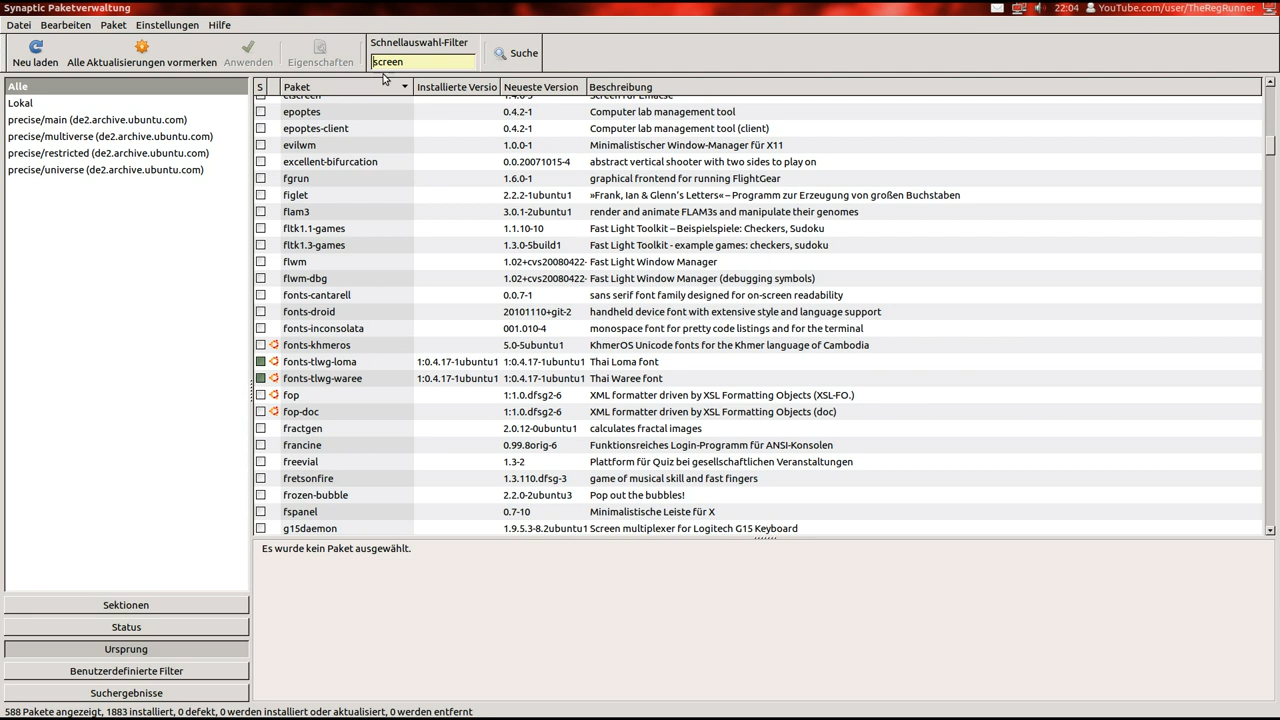 Synaptic Paketverwaltung
22:04 YouTube.com/user/TheRegRunner
Datei Bearbeiten Paket Einstellungen Hilfe
Neu laden Alle Aktualisierungen vormerken Anwenden Eigenschaften
Schnellauswahl-Filter
screen
Suche
Alle
Lokal
precise/main (de2.archive.ubuntu.com)
precise/multiverse (de2.archive.ubuntu.com)
precise/restricted (de2.archive.ubuntu.com)
precise/universe (de2.archive.ubuntu.com)
Sektionen
Status
Ursprung
Benutzerdefinierte Filter
Suchergebnisse
S Paket Installierte Versio Neueste Version Beschreibung
epoptes 0.4.2-1 Computer lab management tool
epoptes-client 0.4.2-1 Computer lab management tool (client)
evilwm 1.0.0-1 Minimalistischer Window-Manager für X11
excellent-bifurcation 0.0.20071015-4 abstract vertical shooter with two sides to play on
fgrun 1.6.0-1 graphical frontend for running FlightGear
figlet 2.2.2-1ubuntu1 »Frank, Ian & Glenn’s Letters« – Programm zur Erzeugung von großen Buchstaben
flam3 3.0.1-2ubuntu1 render and animate FLAM3s and manipulate their genomes
fltk1.1-games 1.1.10-10 Fast Light Toolkit – Beispielspiele: Checkers, Sudoku
fltk1.3-games 1.3.0-5build1 Fast Light Toolkit - example games: checkers, sudoku
flwm 1.02+cvs20080422- Fast Light Window Manager
flwm-dbg 1.02+cvs20080422- Fast Light Window Manager (debugging symbols)
fonts-cantarell 0.0.7-1 sans serif font family designed for on-screen readability
fonts-droid 20101110+git-2 handheld device font with extensive style and language support
fonts-inconsolata 001.010-4 monospace font for pretty code listings and for the terminal
fonts-khmeros 5.0-5ubuntu1 KhmerOS Unicode fonts for the Khmer language of Cambodia
fonts-tlwg-loma 1:0.4.17-1ubuntu1 1:0.4.17-1ubuntu1 Thai Loma font
fonts-tlwg-waree 1:0.4.17-1ubuntu1 1:0.4.17-1ubuntu1 Thai Waree font
fop 1:1.0.dfsg2-6 XML formatter driven by XSL Formatting Objects (XSL-FO.)
fop-doc 1:1.0.dfsg2-6 XML formatter driven by XSL Formatting Objects (doc)
fractgen 2.0.12-0ubuntu1 calculates fractal images
francine 0.99.8orig-6 Funktionsreiches Login-Programm für ANSI-Konsolen
freevial 1.3-2 Plattform für Quiz bei gesellschaftlichen Veranstaltungen
fretsonfire 1.3.110.dfsg-3 game of musical skill and fast fingers
frozen-bubble 2.2.0-2ubuntu3 Pop out the bubbles!
fspanel 0.7-10 Minimalistische Leiste für X
g15daemon 1.9.5.3-8.2ubuntu1 Screen multiplexer for Logitech G15 Keyboard
Es wurde kein Paket ausgewählt.
588 Pakete angezeigt, 1883 installiert, 0 defekt, 0 werden installiert oder aktualisiert, 0 werden entfernt